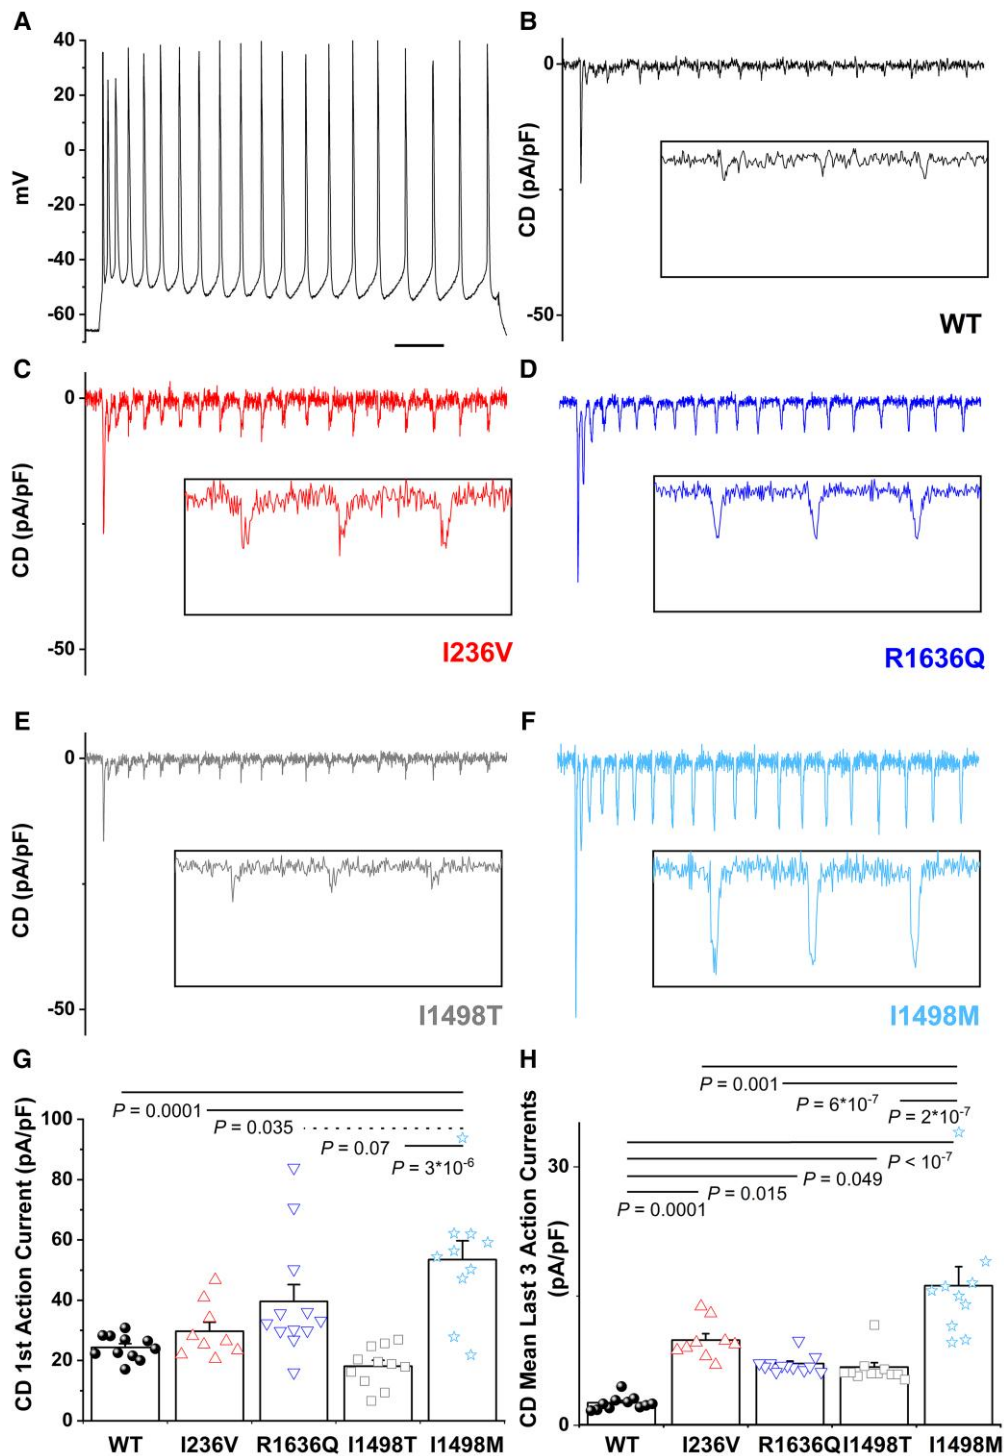 A
B
40
20
0
-20
-40
-60
mV
0
-50
CD (pA/pF)
WT
C
D
0
-50
CD (pA/pF)
I236V
R1636Q
E
F
0
-50
CD (pA/pF)
I1498T
I1498M
G
H
P = 0.0001
P = 0.035
P = 0.07
P = 3*10-6
100
80
60
40
20
0
CD 1st Action Current (pA/pF)
WT I236V R1636Q I1498T I1498M
P = 0.001
P = 6*10-7
P = 2*10-7
P < 10-7
P = 0.049
P = 0.015
P = 0.0001
30
0
CD Mean Last 3 Action Currents
(pA/pF)
WT I236V R1636Q I1498T I1498M